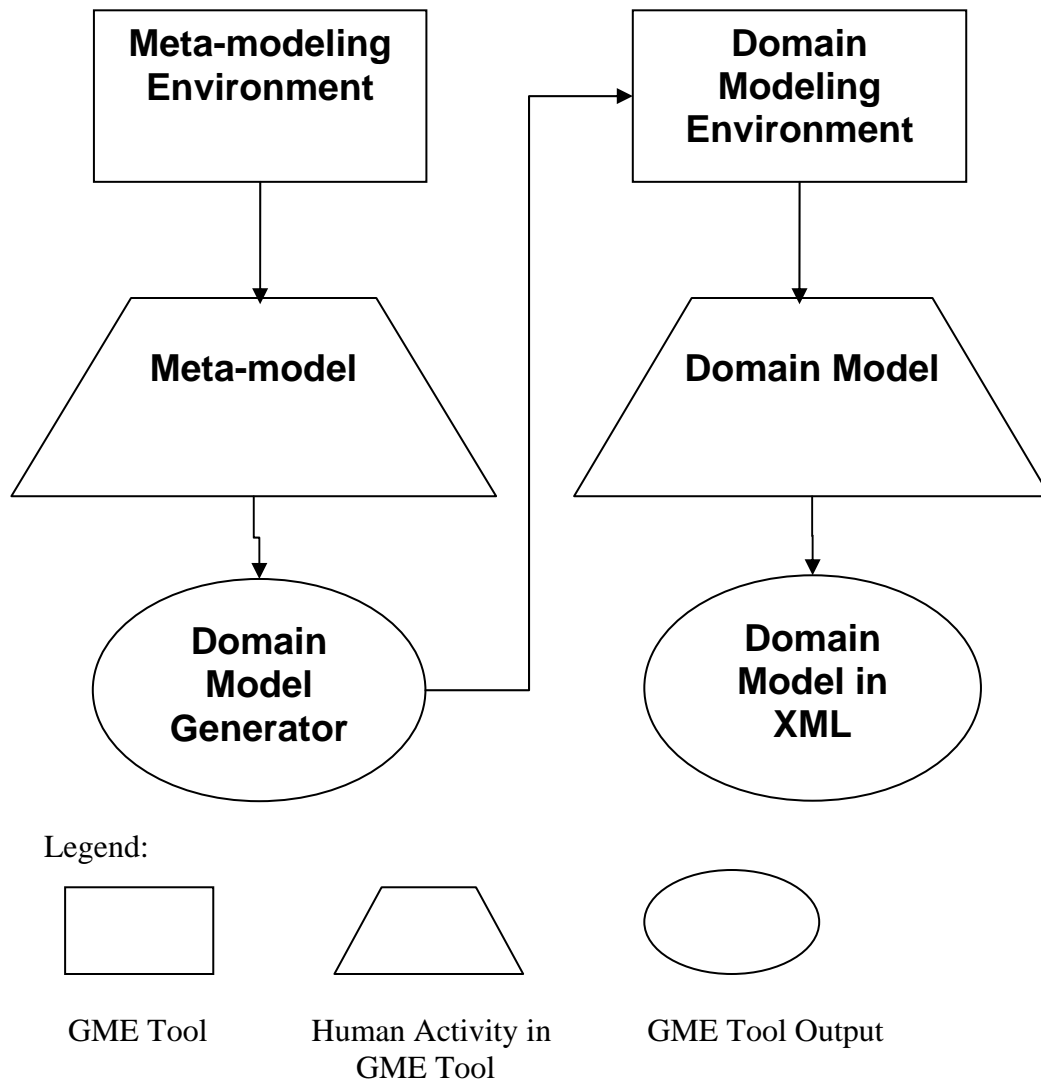 Meta-modeling
Environment
Domain
Modeling
Environment
Meta-model
Domain Model
Domain
Model
Generator
Domain
Model in
XML
Legend:
GME Tool
Human Activity in
GME Tool
GME Tool Output